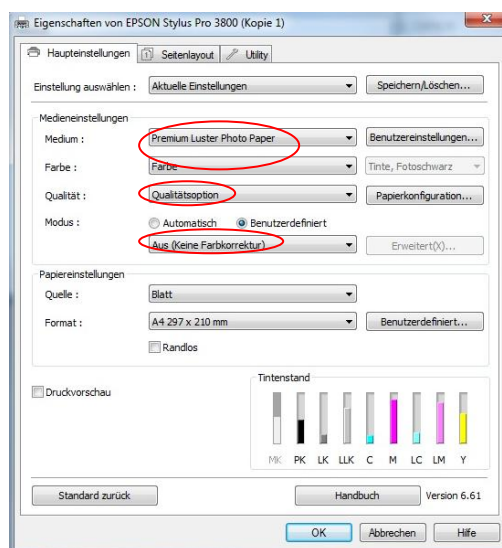 Eigenschaften von EPSON Stylus Pro 3800 (Kopie 1)
Haupteinstellungen Seitenlayout Utility
Einstellung auswählen : Aktuelle Einstellungen Speichern/Löschen...
Medieneinstellungen
Medium : Premium Luster Photo Paper Benutzereinstellungen...
Farbe : Farbe Tinte, Fotoschwarz
Qualität : Qualitätsoption Papierkonfiguration...
Modus : Automatisch Benutzerdefiniert
Aus (Keine Farbkorrektur) Erweitert(X)...
Papiereinstellungen
Quelle : Blatt
Format : A4 297 x 210 mm Benutzerdefiniert...
Randlos
Druckvorschau
Tintenstand
MK PK LK LLK C M LC LM Y
Standard zurück Handbuch Version 6.61
OK Abbrechen Hilfe